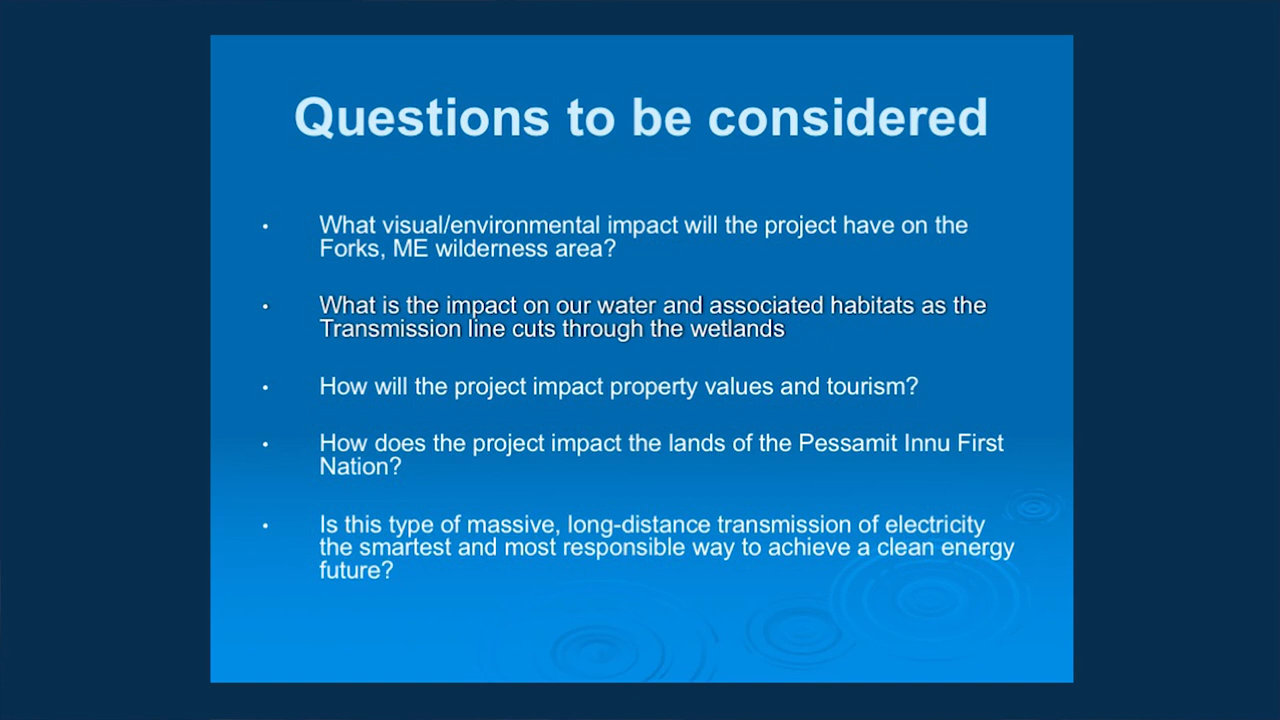 Questions to be considered
• What visual/environmental impact will the project have on the
Forks, ME wilderness area?
• What is the impact on our water and associated habitats as the
Transmission line cuts through the wetlands
• How will the project impact property values and tourism?
• How does the project impact the lands of the Pessamit Innu First
Nation?
• Is this type of massive, long-distance transmission of electricity
the smartest and most responsible way to achieve a clean energy
future?